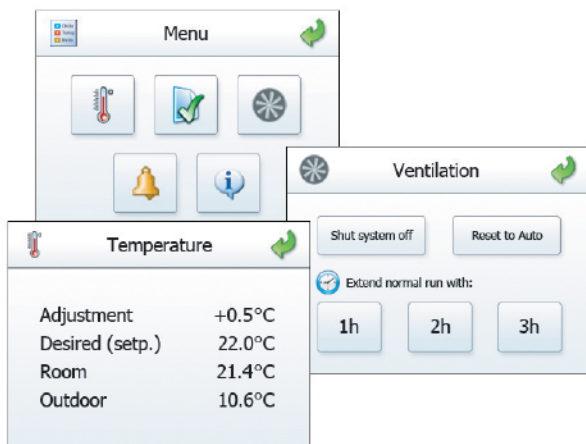 Menu
Ventilation
Shut system off
Reset to Auto
Extend normal run with:
1h
2h
3h
Temperature
Adjustment +0.5°C
Desired (setp.) 22.0°C
Room 21.4°C
Outdoor 10.6°C